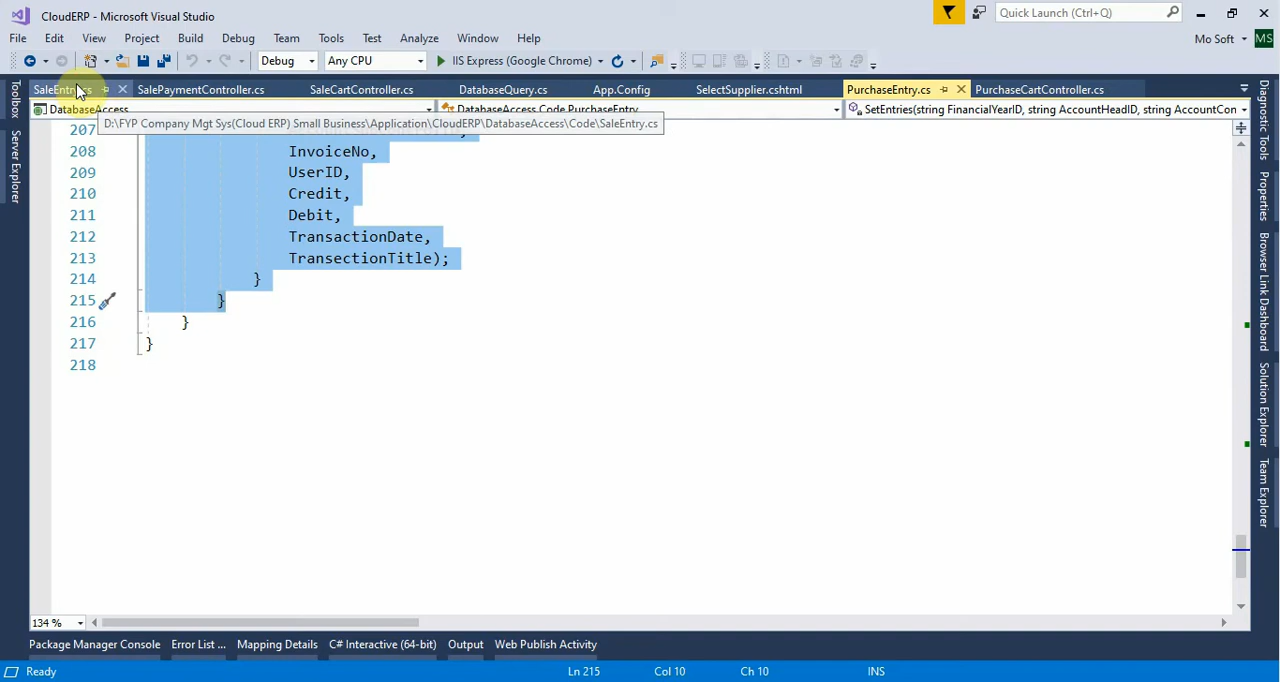 CloudERP - Microsoft Visual Studio
Quick Launch (Ctrl+Q)
File Edit View Project Build Debug Team Tools Test Analyze Window Help
Mo Soft MS
Debug Any CPU IIS Express (Google Chrome)
SalePaymentController.cs SaleCartController.cs DatabaseQuery.cs App.Config SelectSupplier.cshtml PurchaseEntry.cs PurchaseCartController.cs
DatabaseAccess DatabaseAccess.Code.PurchaseEntry SetEntries(string FinancialYearID, string AccountHeadID, string AccountCon
D:\FYP Company Mgt Sys(Cloud ERP) Small Business\Application\CloudERP\DatabaseAccess\Code\SaleEntry.cs
207
208 InvoiceNo,
209 UserID,
210 Credit,
211 Debit,
212 TransactionDate,
213 TransectionTitle);
214 }
215 }
216 }
217 }
218
Toolbox
Server Explorer
Diagnostic Tools
Properties
Browser Link Dashboard
Solution Explorer
Team Explorer
134 %
Package Manager Console Error List ... Mapping Details C# Interactive (64-bit) Output Web Publish Activity
Ready Ln 215 Col 10 Ch 10 INS